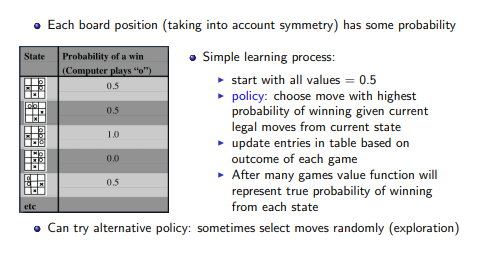 Each board position (taking into account symmetry) has some probability
State Probability of a win
(Computer plays “o”)
0.5
0.5
1.0
0.0
0.5
etc
Simple learning process:
start with all values = 0.5
policy: choose move with highest
probability of winning given current
legal moves from current state
update entries in table based on
outcome of each game
After many games value function will
represent true probability of winning
from each state
Can try alternative policy: sometimes select moves randomly (exploration)